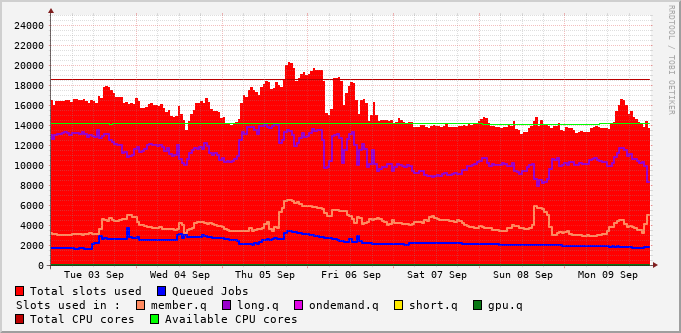 24000
22000
20000
18000
16000
14000
12000
10000
8000
6000
4000
2000
0
Tue 03 Sep Wed 04 Sep Thu 05 Sep Fri 06 Sep Sat 07 Sep Sun 08 Sep Mon 09 Sep
Total slots used Queued Jobs
Slots used in : member.q long.q ondemand.q short.q gpu.q
Total CPU cores Available CPU cores
RRDTOOL / TOBI OETIKER